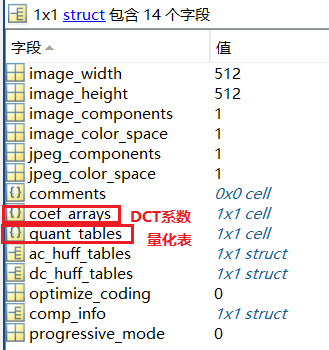 1x1 struct 包含 14 个字段
字段 值
image_width 512
image_height 512
image_components 1
image_color_space 1
jpeg_components 1
jpeg_color_space 1
comments 0x0 cell
coef_arrays 1x1 cell DCT系数
quant_tables 1x1 cell 量化表
ac_huff_tables 1x1 struct
dc_huff_tables 1x1 struct
optimize_coding 0
comp_info 1x1 struct
progressive_mode 0